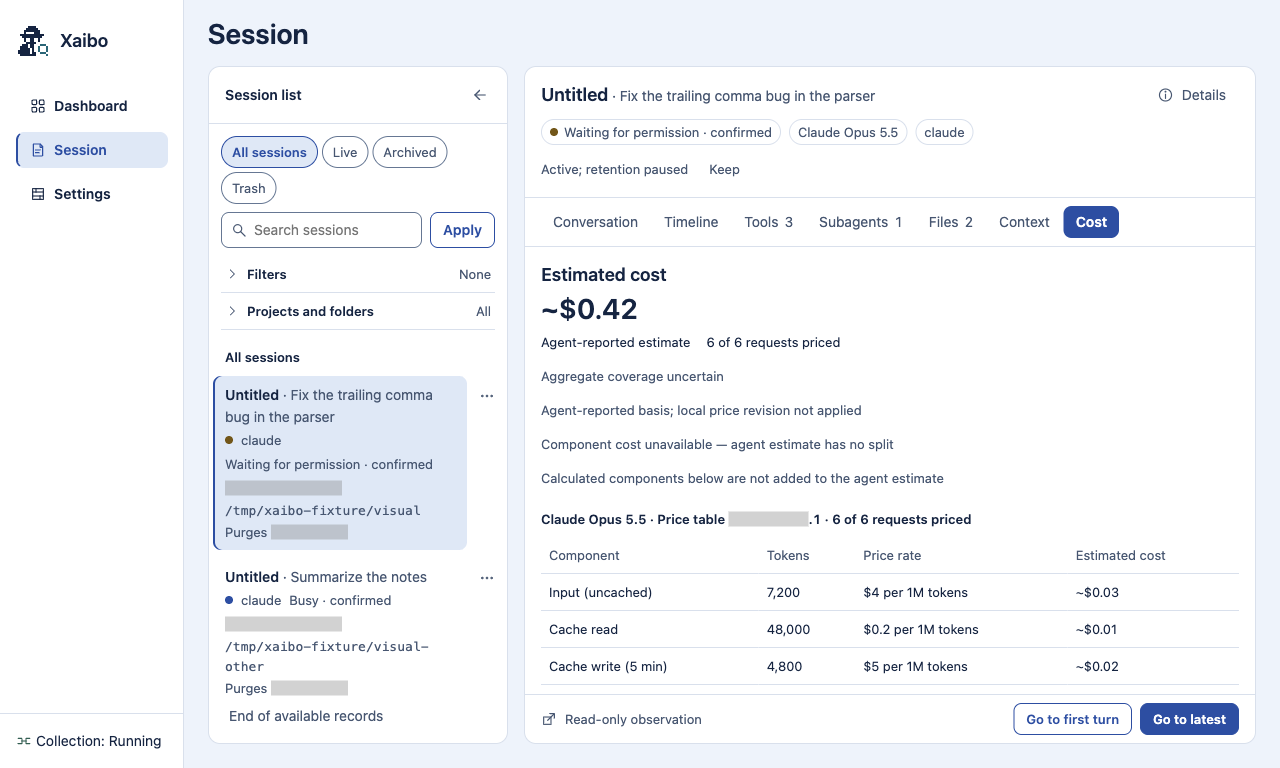 Xaibo
Dashboard
Session
Settings
Collection: Running
Session
Session list
All sessions
Live
Archived
Trash
Search sessions
Apply
Filters
None
Projects and folders
All
All sessions
Untitled · Fix the trailing comma
bug in the parser
claude
Waiting for permission · confirmed
/tmp/xaibo-fixture/visual
Purges
Untitled · Summarize the notes
claude Busy · confirmed
/tmp/xaibo-fixture/visual-
other
Purges
End of available records
Untitled · Fix the trailing comma bug in the parser
Details
Waiting for permission · confirmed
Claude Opus 5.5
claude
Active; retention paused
Keep
Conversation
Timeline
Tools 3
Subagents 1
Files 2
Context
Cost
Estimated cost
~$0.42
Agent-reported estimate 6 of 6 requests priced
Aggregate coverage uncertain
Agent-reported basis; local price revision not applied
Component cost unavailable — agent estimate has no split
Calculated components below are not added to the agent estimate
Claude Opus 5.5 · Price table .1 · 6 of 6 requests priced
Component Tokens Price rate Estimated cost
Input (uncached) 7,200 $4 per 1M tokens ~$0.03
Cache read 48,000 $0.2 per 1M tokens ~$0.01
Cache write (5 min) 4,800 $5 per 1M tokens ~$0.02
Read-only observation
Go to first turn
Go to latest